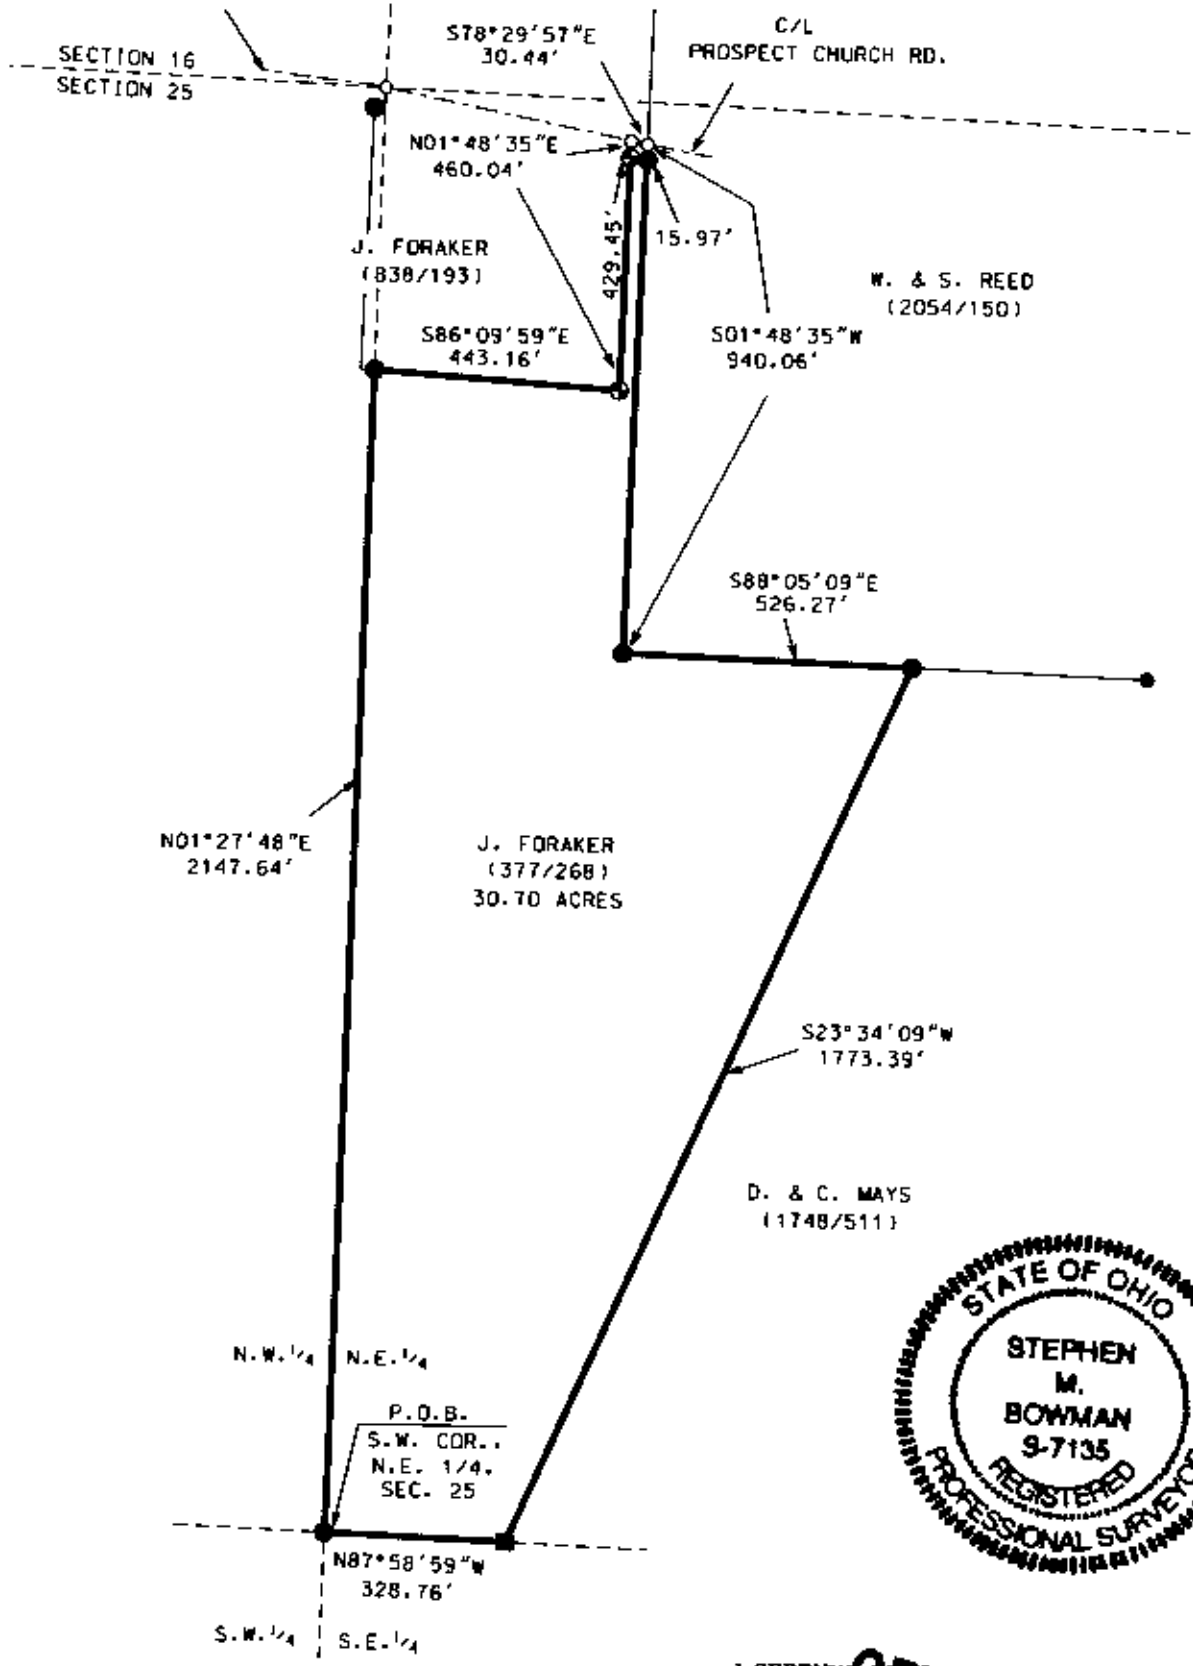 SECTION 16
SECTION 25
S78°29'57"E
30.44'
C/L
PROSPECT CHURCH RD.
N01°48'35"E
460.04'
429.45'
15.97'
J. FORAKER
(838/193)
W. & S. REED
(2054/150)
S86°09'59"E
443.16'
S01°48'35"W
940.06'
S88°05'09"E
526.27'
N01°27'48"E
2147.64'
J. FORAKER
(377/268)
30.70 ACRES
S23°34'09"W
1773.39'
D. & C. MAYS
(1748/511)
N.W.1/4
N.E.1/4
P.O.B.
S.W. COR.,
N.E. 1/4,
SEC. 25
N87°58'59"W
328.76'
S.W.1/4
S.E.1/4
STATE OF OHIO
STEPHEN
M.
BOWMAN
S-7135
REGISTERED
PROFESSIONAL SURVEYOR